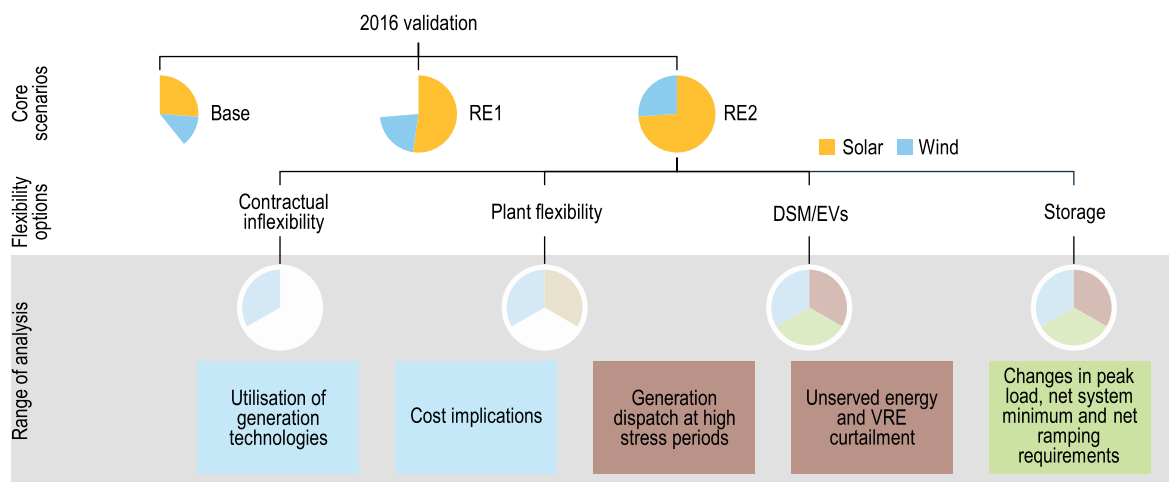 2016 validation
Core
scenarios
Base
RE1
RE2
Solar
Wind
Flexibility
options
Contractual
inflexibility
Plant flexibility
DSM/EVs
Storage
Range of analysis
Utilisation of
generation
technologies
Cost implications
Generation
dispatch at high
stress periods
Unserved energy
and VRE
curtailment
Changes in peak
load, net system
minimum and net
ramping
requirements